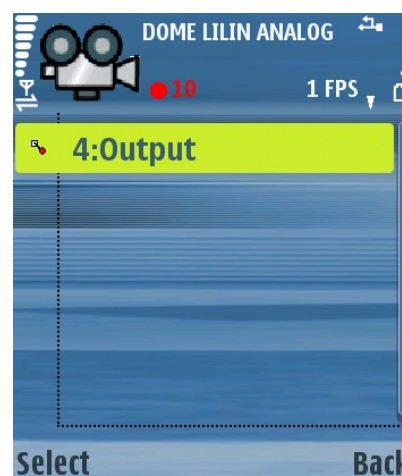 DOME LILIN ANALOG
10
1 FPS
4:Output
Select
Back